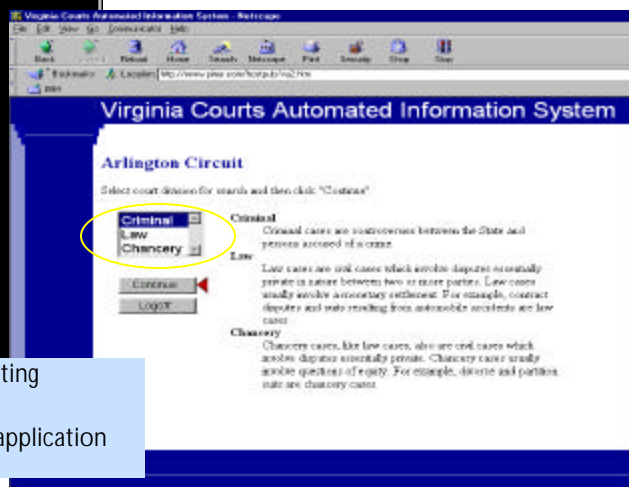 Virginia Courts Automated Information System - Netscape
File Edit View Go Communicator Help
Back Reload Home Search Netscape Print Security Shop Stop
Bookmarks Location
Virginia Courts Automated Information System
Arlington Circuit
Select court division for search and then click "Continue"
Criminal
Law
Chancery
Continue
Logoff
Criminal
Criminal cases are controversies between the State and
persons accused of a crime.
Law
Law cases are civil cases which involve disputes essentially
private in nature between two or more parties. Law cases
usually involve a monetary settlement. For example, contract
disputes and suits resulting from automobile accidents are law
cases
Chancery
Chancery cases, like law cases, also are civil cases which
involve disputes essentially private. Chancery cases usually
involve questions of equity. For example, divorce and partition
suits are chancery cases
ting
application